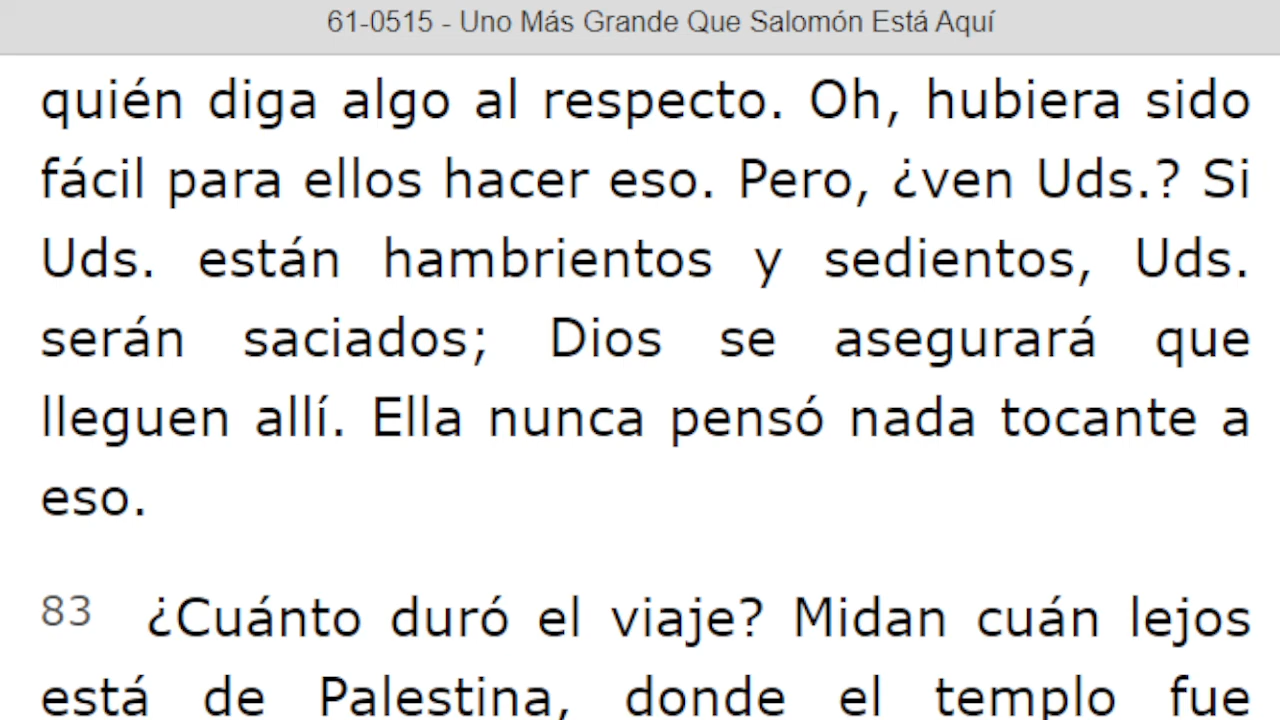 61-0515 - Uno Más Grande Que Salomón Está Aquí
quién diga algo al respecto. Oh, hubiera sido
fácil para ellos hacer eso. Pero, ¿ven Uds.? Si
Uds. están hambrientos y sedientos, Uds.
serán saciados; Dios se asegurará que
lleguen allí. Ella nunca pensó nada tocante a
eso.
83 ¿Cuánto duró el viaje? Midan cuán lejos
está de Palestina, donde el templo fue